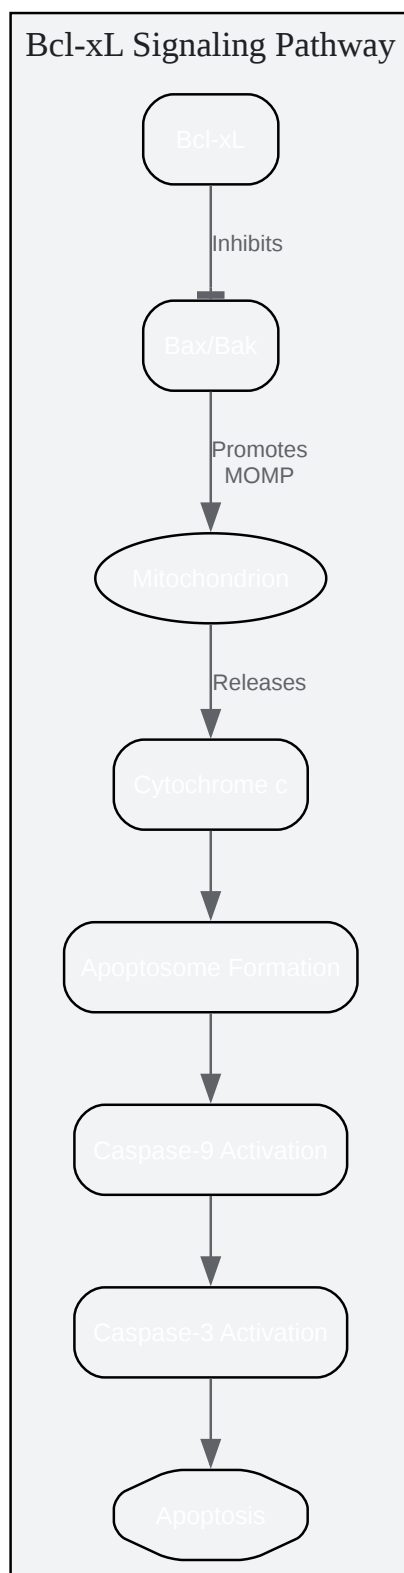 Bcl-xL Signaling Pathway
Bcl-xL
Inhibits
Bax/Bak
Promotes
MOMP
Mitochondrion
Releases
Cytochrome c
Apoptosome Formation
Caspase-9 Activation
Caspase-3 Activation
Apoptosis